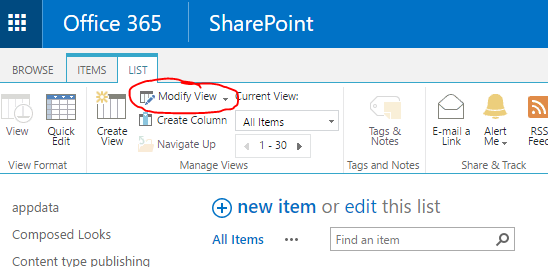 Office 365 SharePoint
BROWSE ITEMS LIST
View
Quick Edit
Create View
Modify View
Create Column
Navigate Up
Current View:
All Items
1 - 30
Tags & Notes
E-mail a Link
Alert Me
RSS
View Format
Manage Views
Tags and Notes
Share & Track
appdata
Composed Looks
Content type publishing
new item or edit this list
All Items ...
Find an item